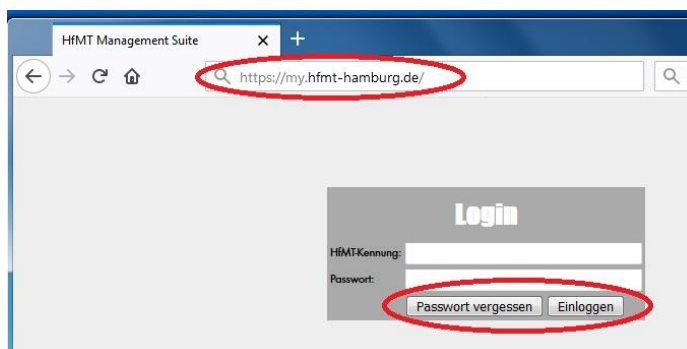 HfMT Management Suite
https://my.hfmt-hamburg.de/
Login
HfMT-Kennung:
Passwort:
Passwort vergessen Einloggen